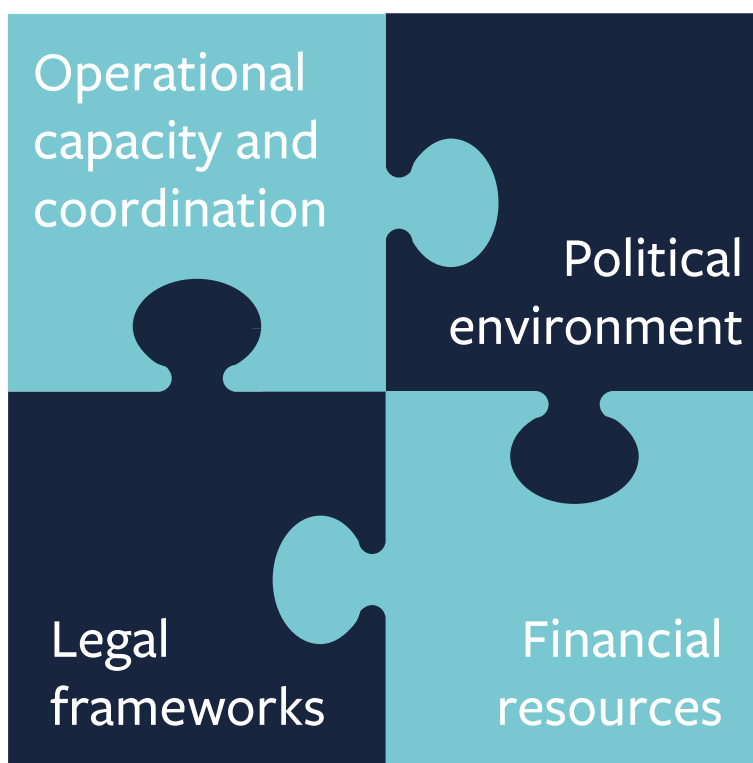 Operational
capacity and
coordination
Political
environment
Legal
frameworks
Financial
resources